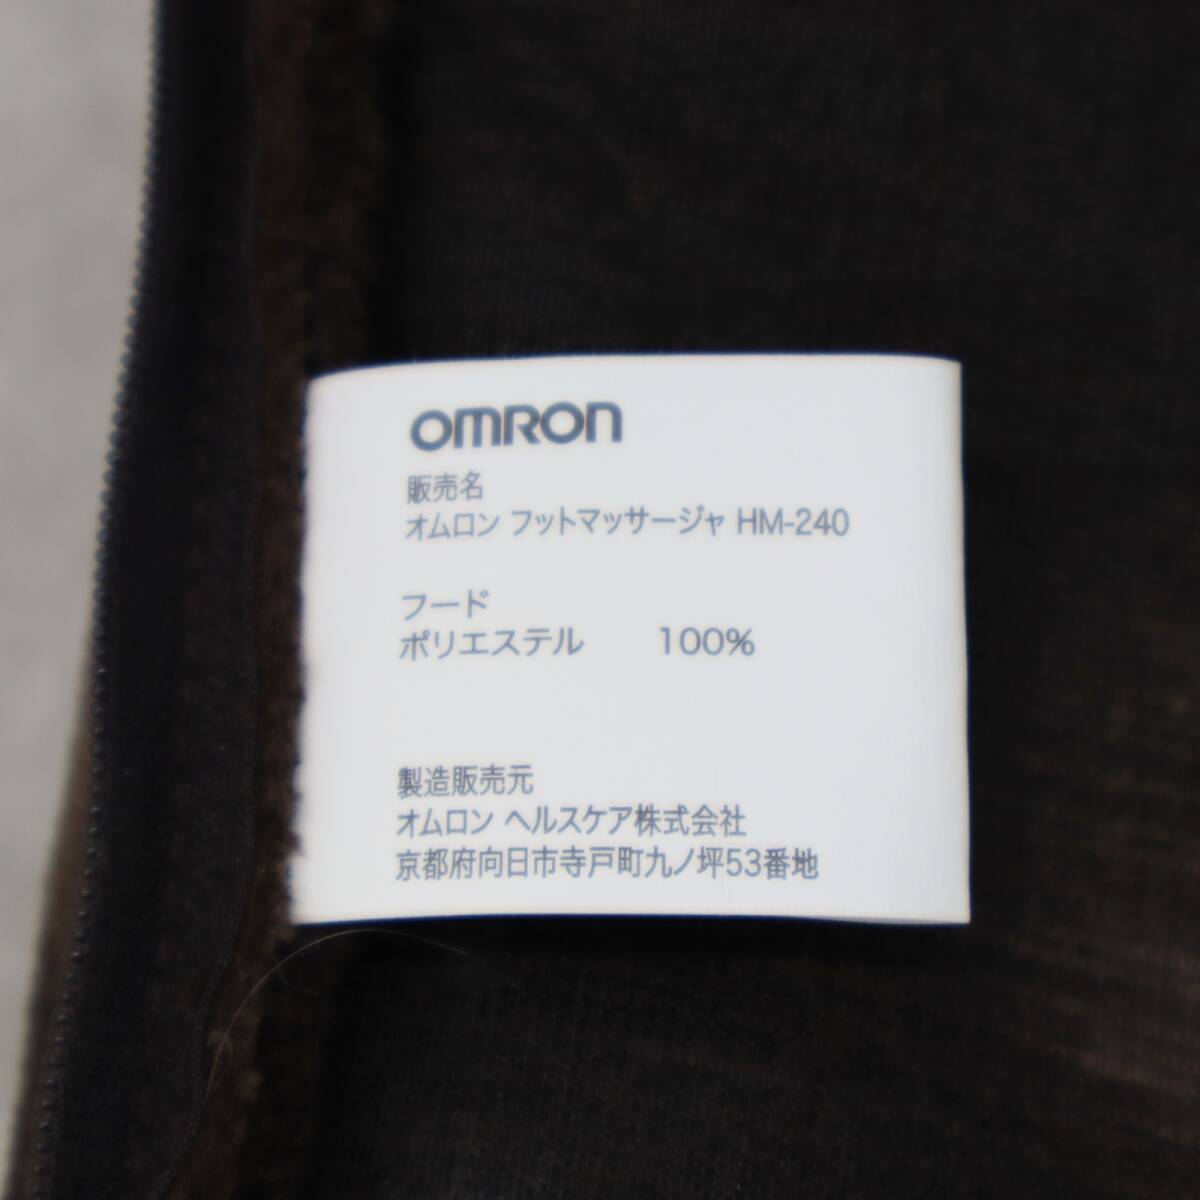 OMRON
販売名
オムロン フットマッサージャ HM-240
フード
ポリエステル 100%
製造販売元
オムロン ヘルスケア株式会社
京都府向日市寺戸町九ノ坪53番地